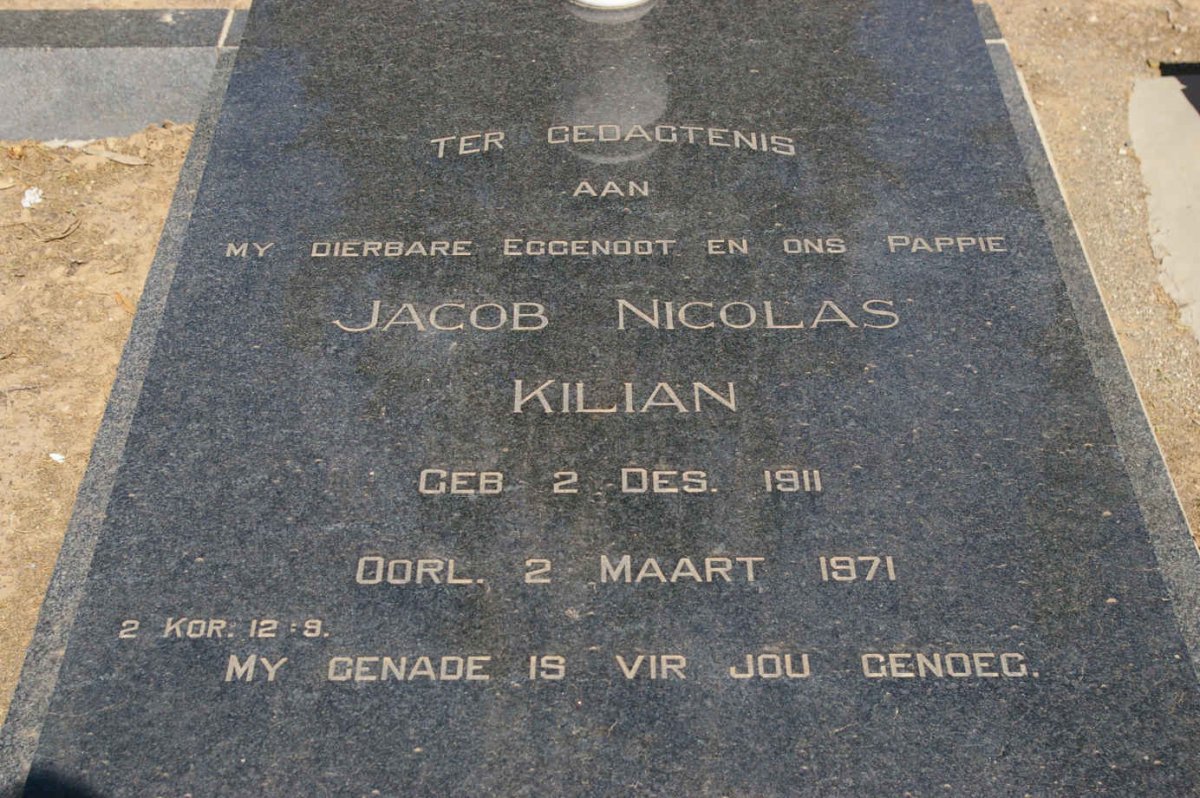 TER GEDAGTENIS
AAN
MY DIERBARE EGGENOOT EN ONS PAPPIE
JACOB NICOLAS
KILIAN
GEB 2 DES. 1911
OORL. 2 MAART 1971
2 KOR. 12:9.
MY GENADE IS VIR JOU GENOEG.